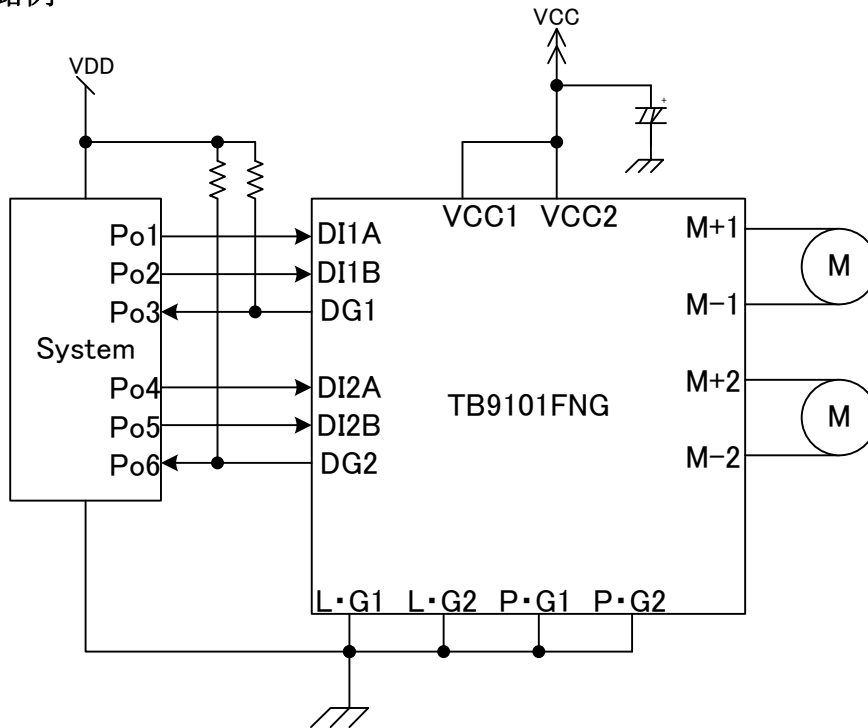 VCC
VDD
+
VCC1 VCC2
Po1 DI1A M+1
Po2 DI1B M
Po3 DG1 M-1
System
Po4 DI2A M+2
TB9101FNG
Po5 DI2B M
Po6 DG2 M-2
L・G1 L・G2 P・G1 P・G2